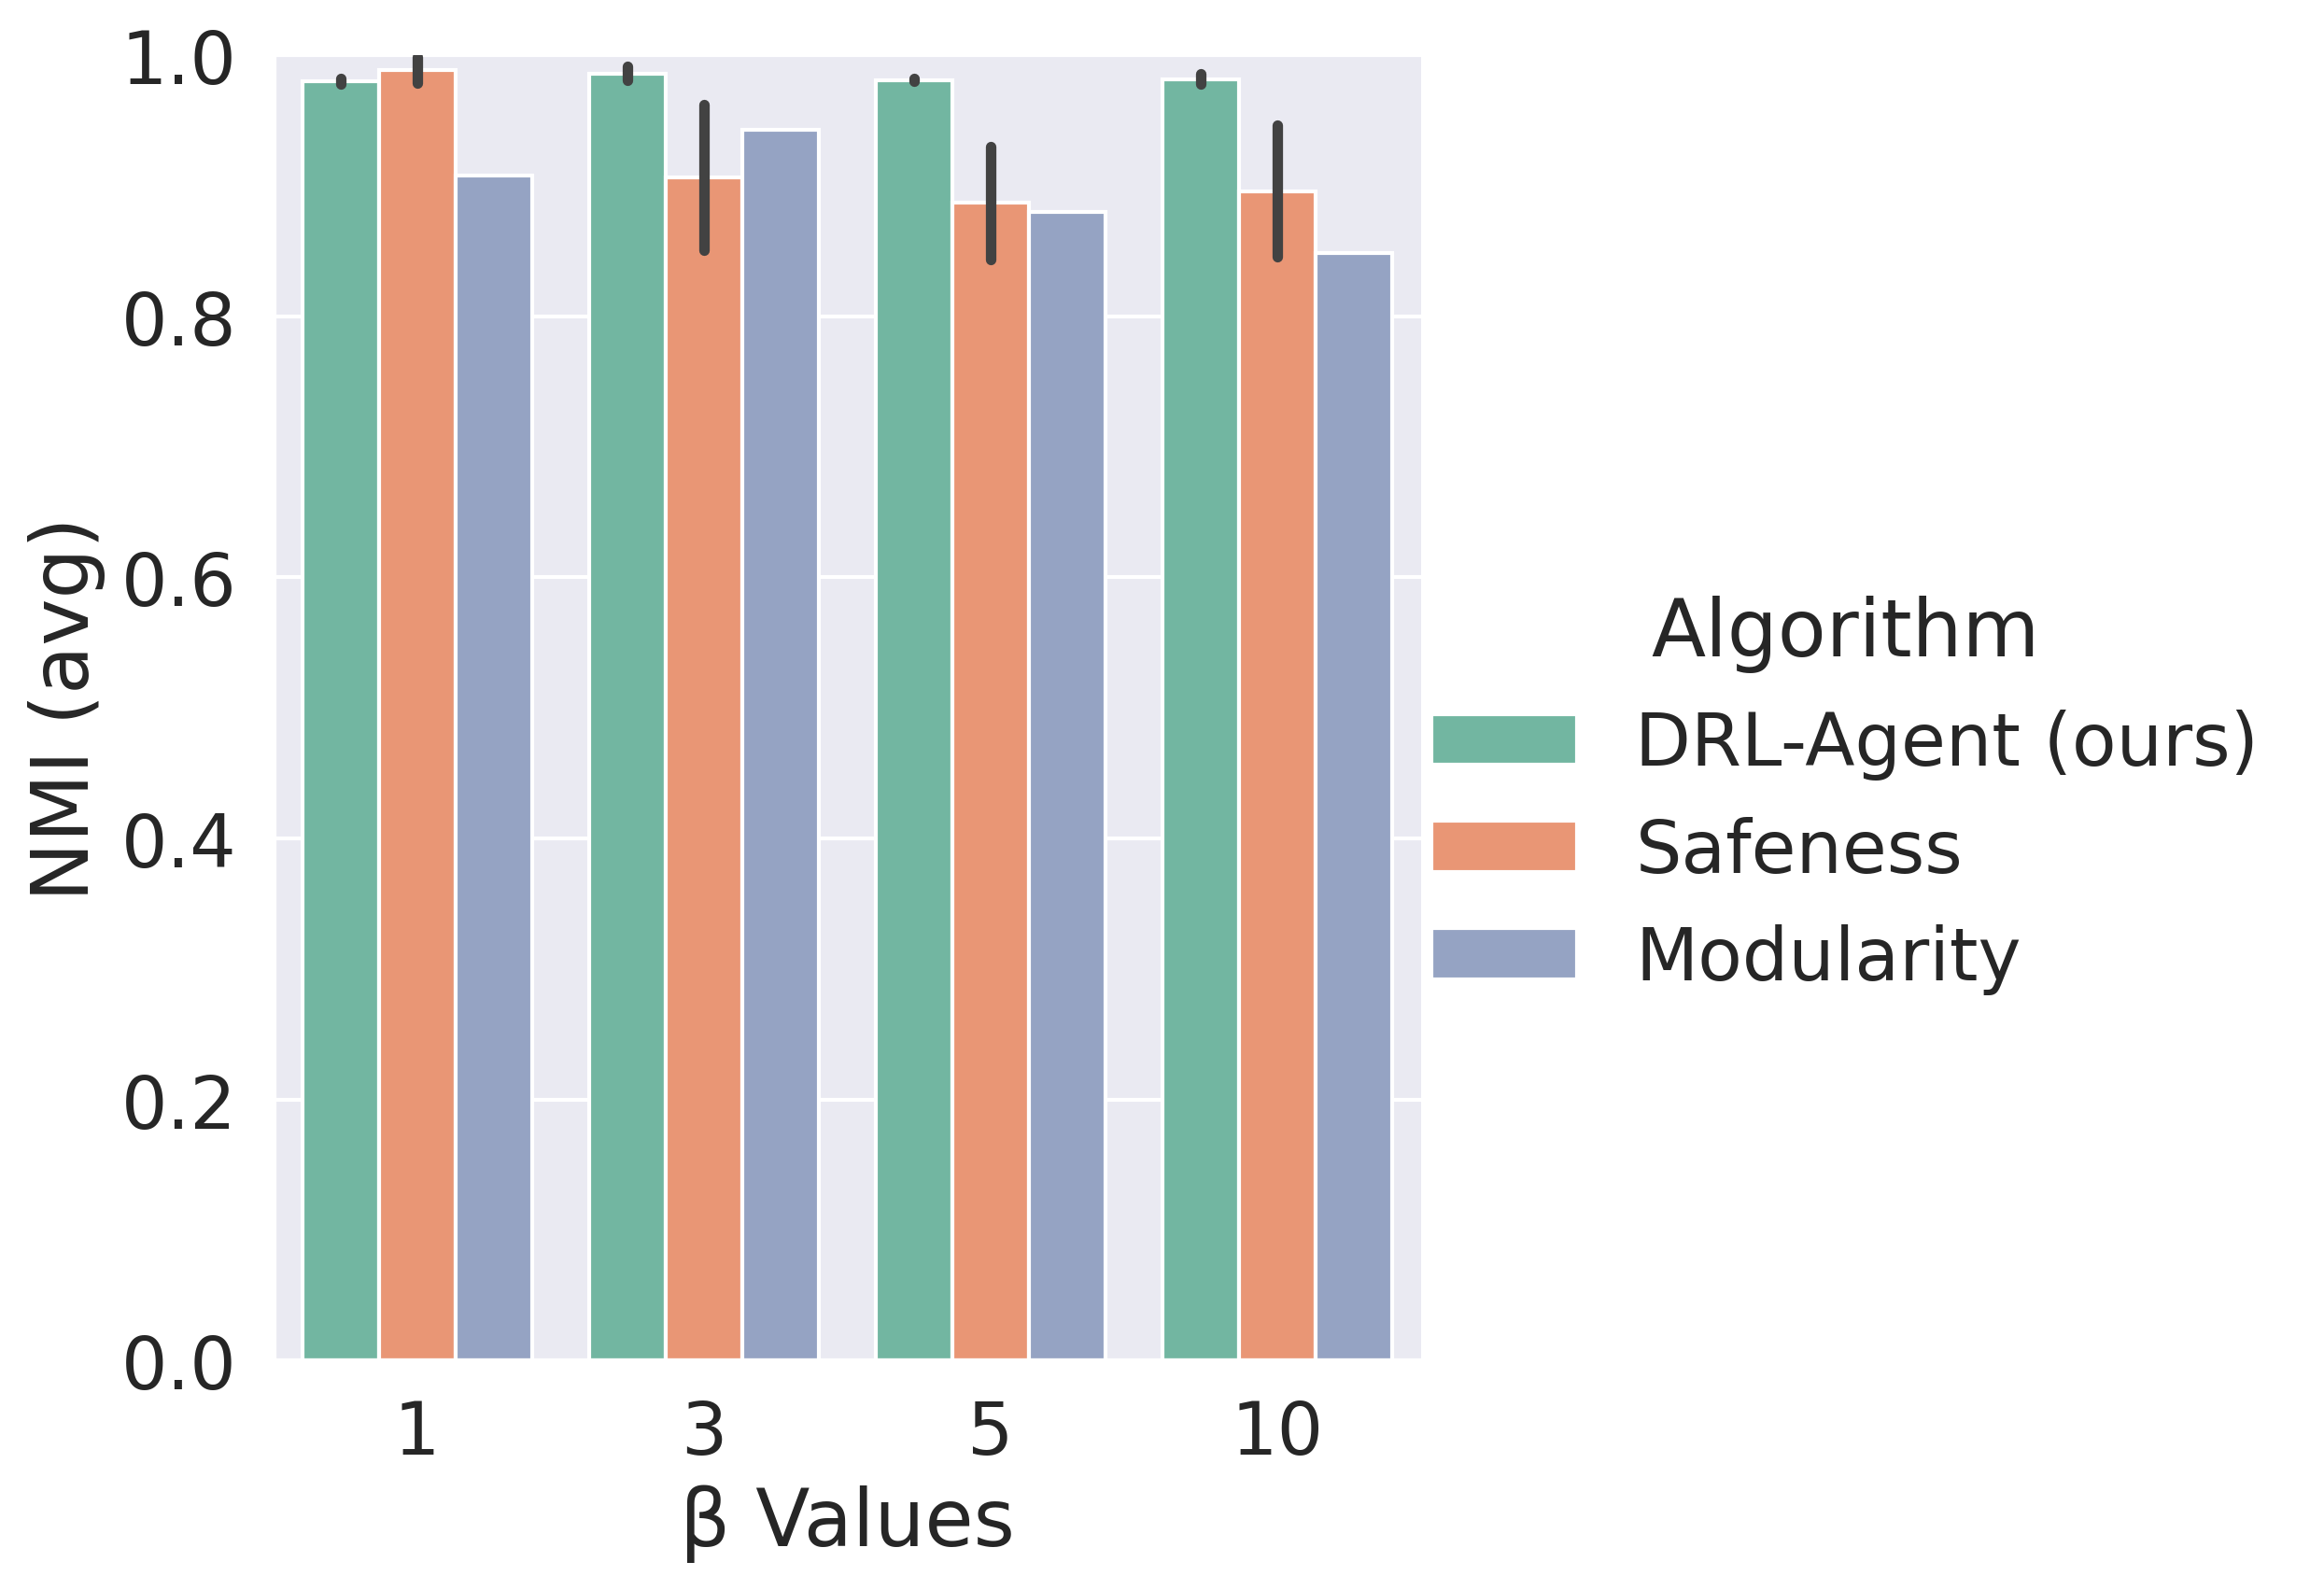 1.0
0.8
0.6
0.4
0.2
0.0
NMI (avg)
1 3 5 10
β Values
Algorithm
DRL-Agent (ours)
Safeness
Modularity